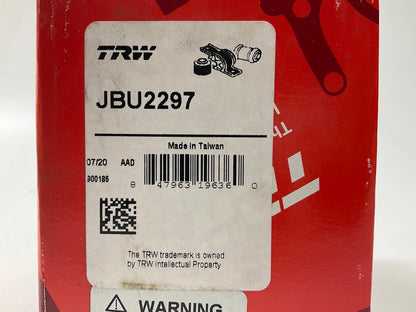 TRW
JBU2297
Made in Taiwan
07/20 AAD
900185
8 47963 19636 0
The TRW trademark is owned
by TRW Intellectual Property
WARNING